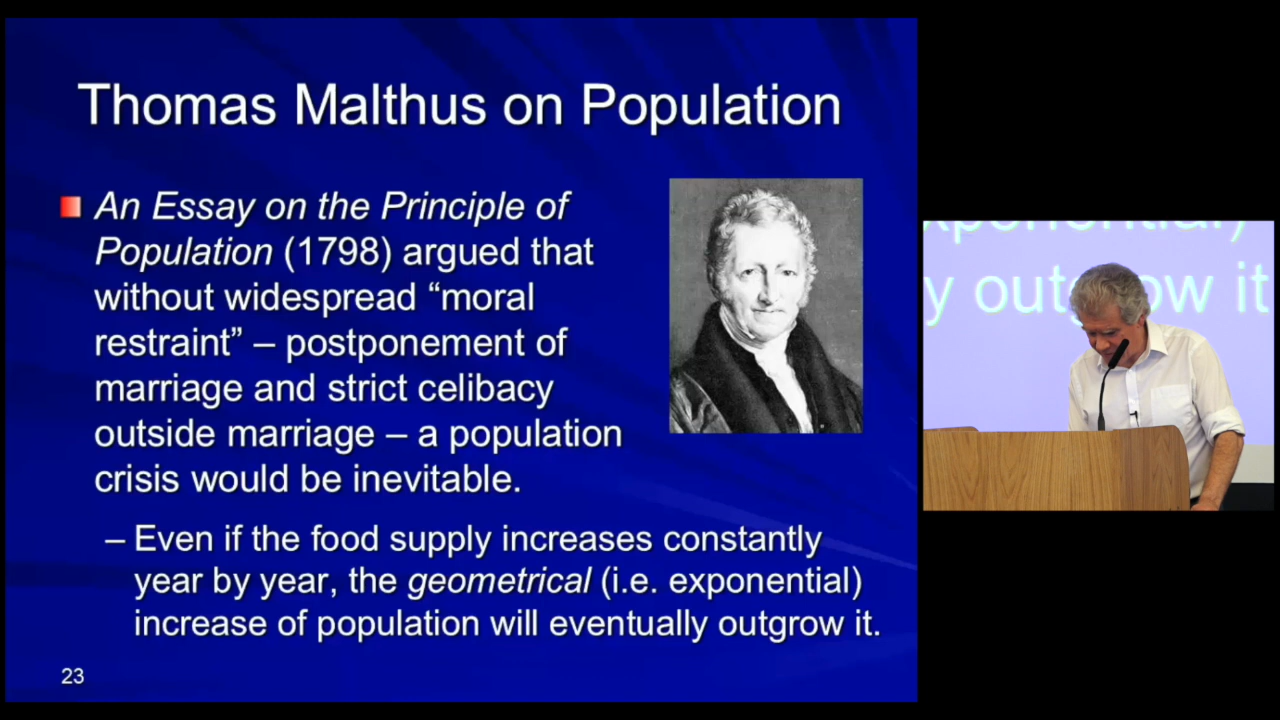 Thomas Malthus on Population
An Essay on the Principle of
Population (1798) argued that
without widespread “moral
restraint” – postponement of
marriage and strict celibacy
outside marriage – a population
crisis would be inevitable.
– Even if the food supply increases constantly
year by year, the geometrical (i.e. exponential)
increase of population will eventually outgrow it.
23